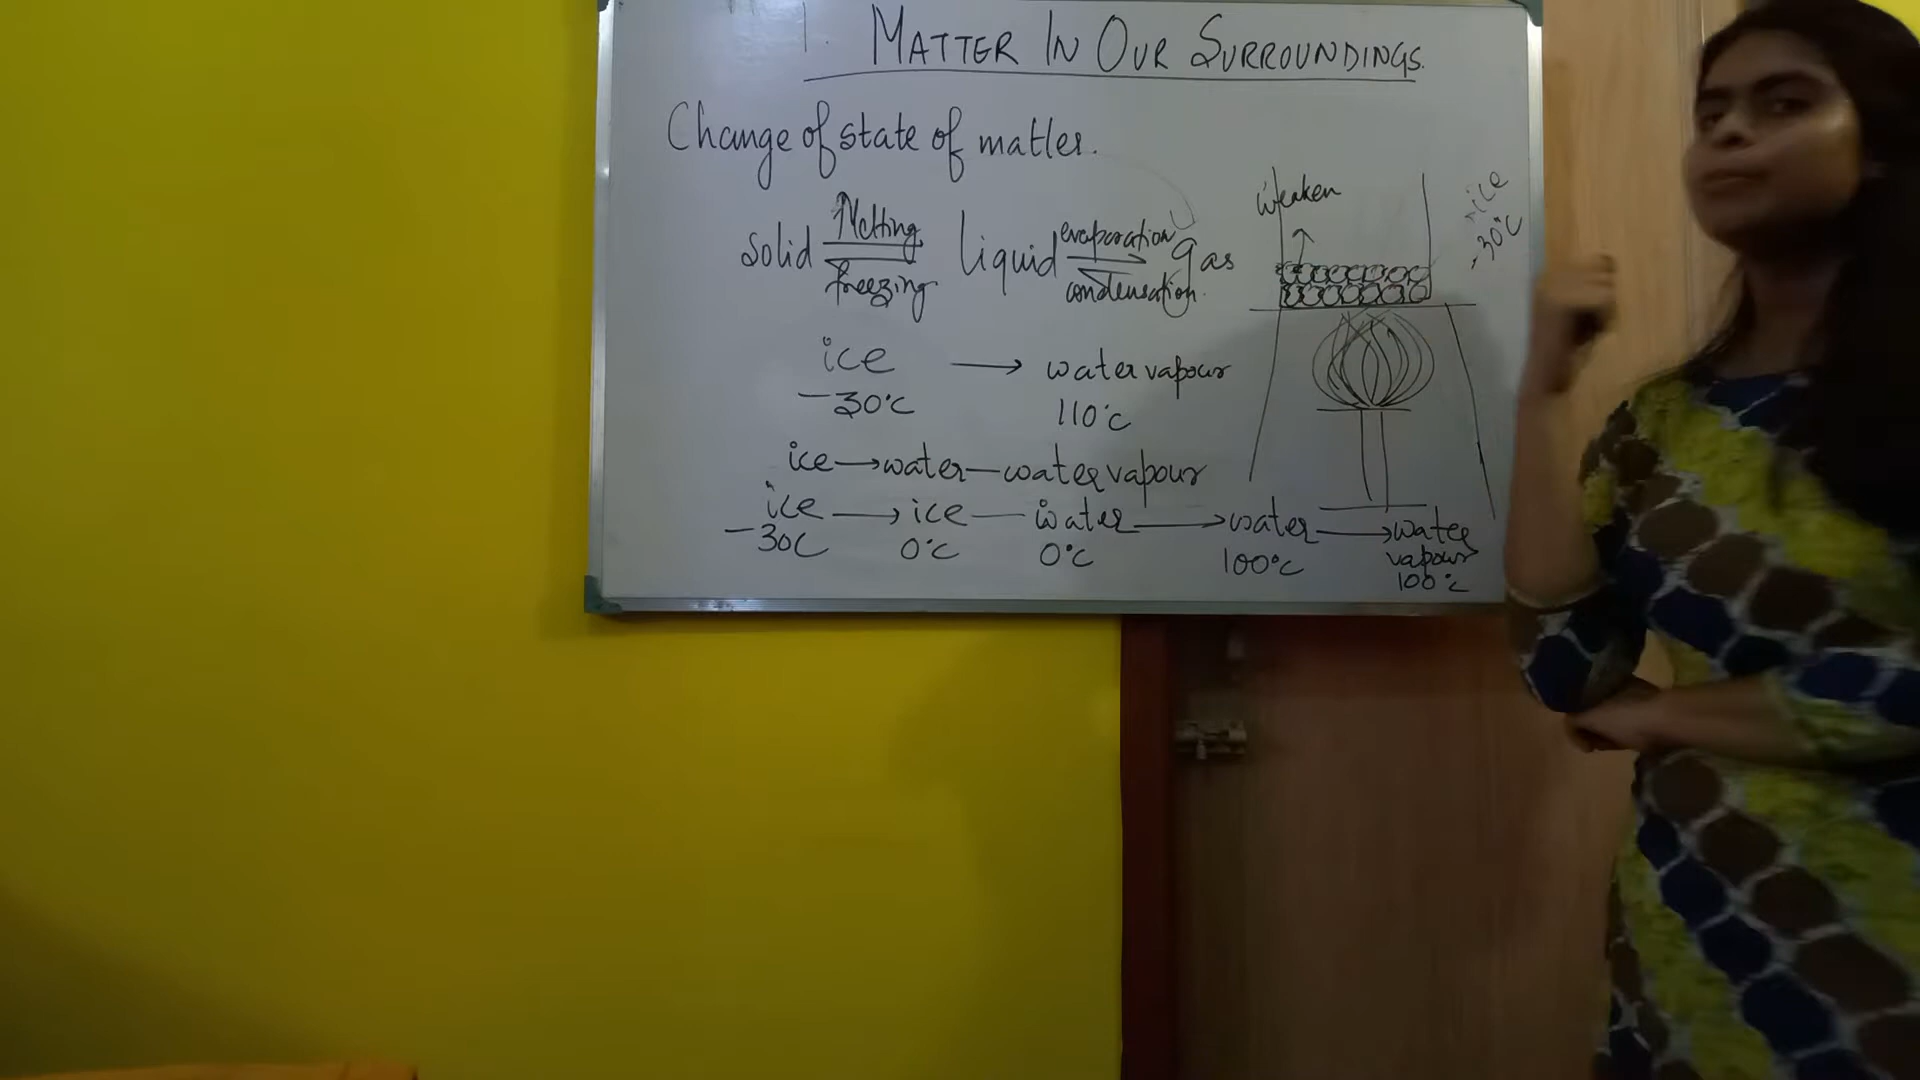 1. MATTER IN OUR SURROUNDINGS.
Change of state of matter.
solid Melting freezing Liquid evaporation condensation gas
ice → water vapour
-30°C 110°C
ice → water — water vapour
ice → ice — water → water → water vapour
-30C 0°C 0°C 100°C 100°C
Weaken
ice
-30°C